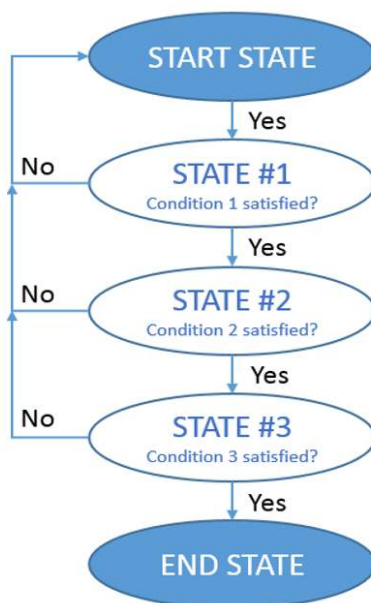 START STATE
Yes
No
STATE #1
Condition 1 satisfied?
Yes
No
STATE #2
Condition 2 satisfied?
Yes
No
STATE #3
Condition 3 satisfied?
Yes
END STATE